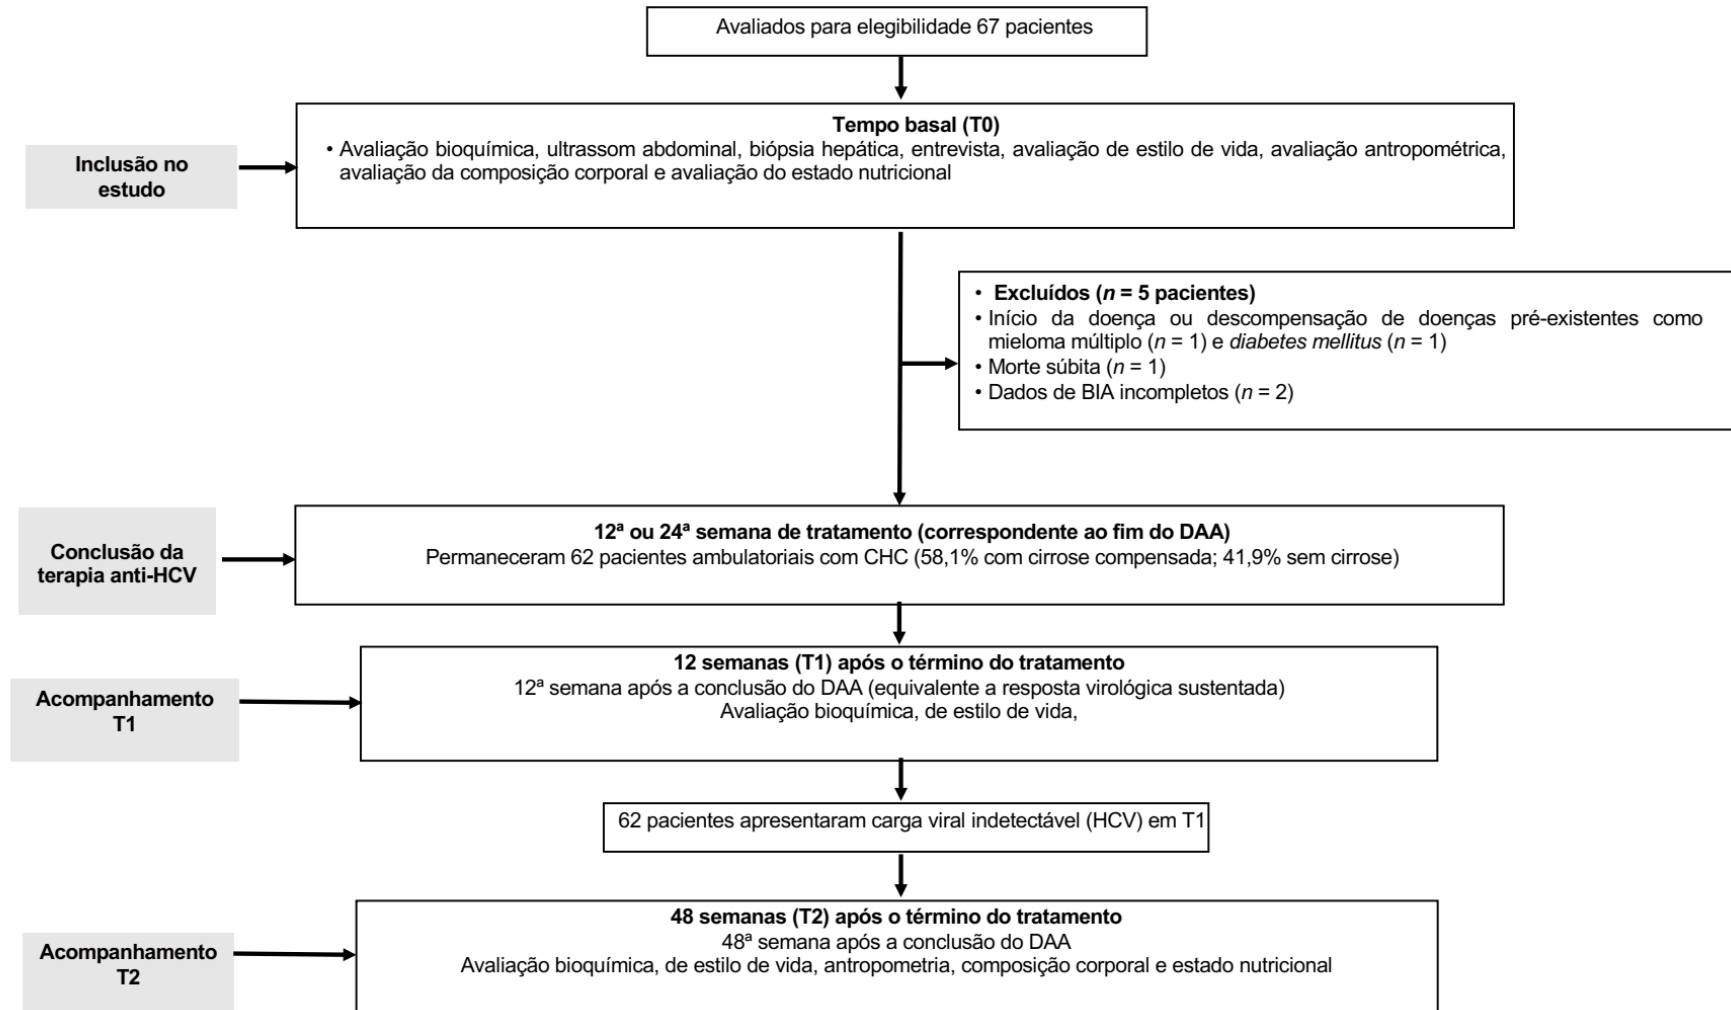 Avaliados para elegibilidade 67 pacientes
Tempo basal (T0)
• Avaliação bioquímica, ultrassom abdominal, biópsia hepática, entrevista, avaliação de estilo de vida, avaliação antropométrica,
avaliação da composição corporal e avaliação do estado nutricional
Inclusão no
estudo
• Excluídos (n = 5 pacientes)
• Início da doença ou descompensação de doenças pré-existentes como
mieloma múltiplo (n = 1) e diabetes mellitus (n = 1)
• Morte súbita (n = 1)
• Dados de BIA incompletos (n = 2)
12ª ou 24ª semana de tratamento (correspondente ao fim do DAA)
Permaneceram 62 pacientes ambulatoriais com CHC (58,1% com cirrose compensada; 41,9% sem cirrose)
Conclusão da
terapia anti-HCV
12 semanas (T1) após o término do tratamento
12ª semana após a conclusão do DAA (equivalente a resposta virológica sustentada)
Avaliação bioquímica, de estilo de vida,
Acompanhamento
T1
62 pacientes apresentaram carga viral indetectável (HCV) em T1
48 semanas (T2) após o término do tratamento
48ª semana após a conclusão do DAA
Avaliação bioquímica, de estilo de vida, antropometria, composição corporal e estado nutricional
Acompanhamento
T2